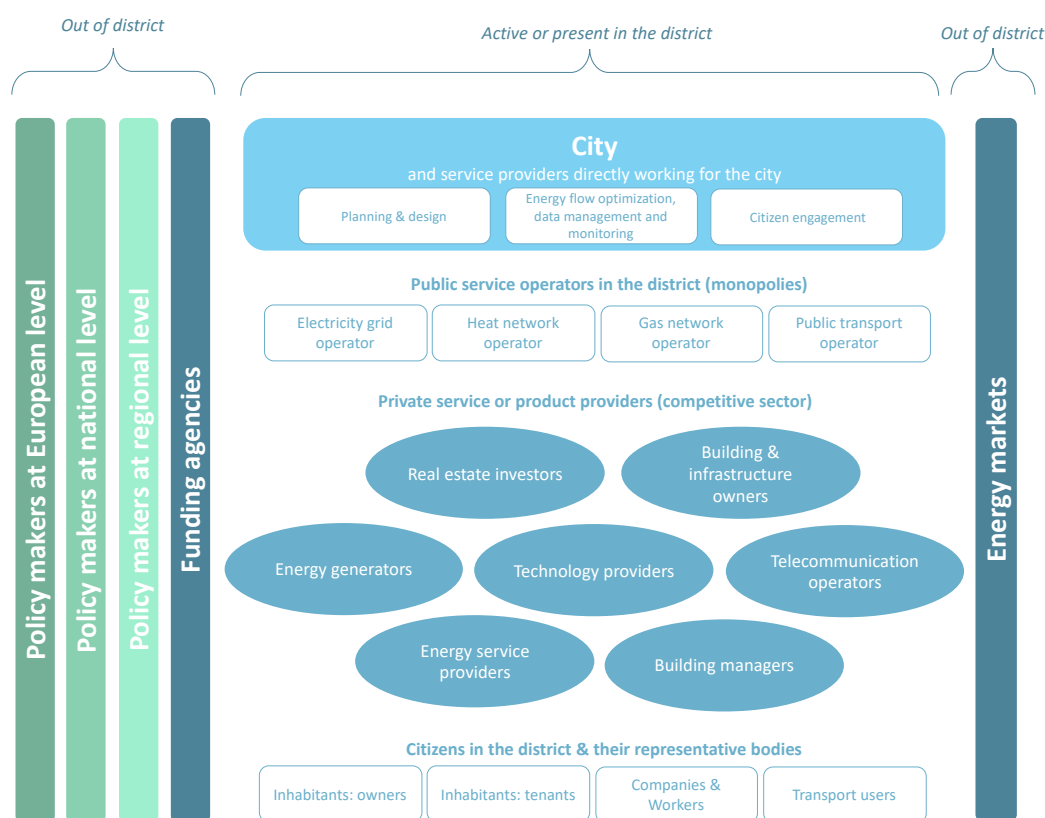 Out of district
Active or present in the district
Out of district
Policy makers at European level
Policy makers at national level
Policy makers at regional level
Funding agencies
City
and service providers directly working for the city
Planning & design
Energy flow optimization,
data management and
monitoring
Citizen engagement
Public service operators in the district (monopolies)
Electricity grid
operator
Heat network
operator
Gas network
operator
Public transport
operator
Private service or product providers (competitive sector)
Real estate investors
Building &
infrastructure
owners
Energy generators
Technology providers
Telecommunication
operators
Energy service
providers
Building managers
Citizens in the district & their representative bodies
Inhabitants: owners
Inhabitants: tenants
Companies &
Workers
Transport users
Energy markets